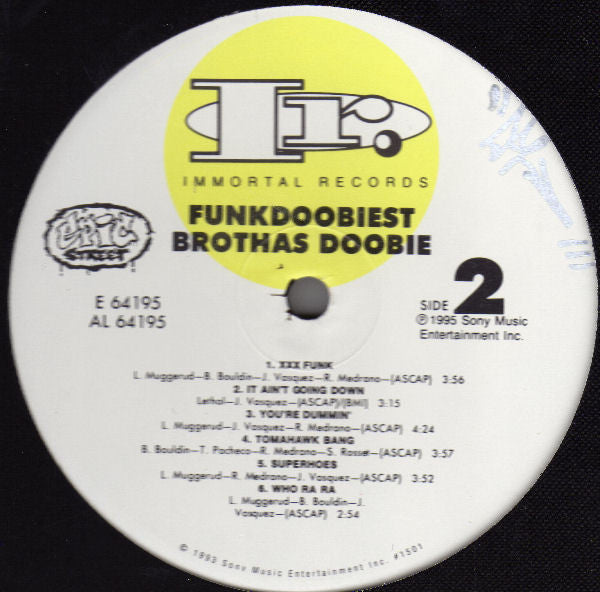 Ir.
IMMORTAL RECORDS
FUNKDOOBIEST
BROTHAS DOOBIE
epic
STREET
E 64195
AL 64195
SIDE 2
℗1995 Sony Music
Entertainment Inc.
1. XXX FUNK
L. Muggerud—B. Bouldin—J. Vasquez—R. Medrano—(ASCAP) 3:56
2. IT AIN'T GOING DOWN
Lethal—J. Vasquez—(ASCAP)/(BMI) 3:15
3. YOU'RE DUMMIN'
L. Muggerud—J. Vasquez—R. Medrano—(ASCAP) 4:24
4. TOMAHAWK BANG
B. Bouldin—T. Pacheco—R. Medrano—S. Rosser—(ASCAP) 3:57
5. SUPERHOES
L. Muggerud—R. Medrano—J. Vasquez—(ASCAP) 3:52
6. WHO RA RA
L. Muggerud—B. Bouldin—J.
Vasquez—(ASCAP) 2:54
© 1993 Sony Music Entertainment Inc. #1501